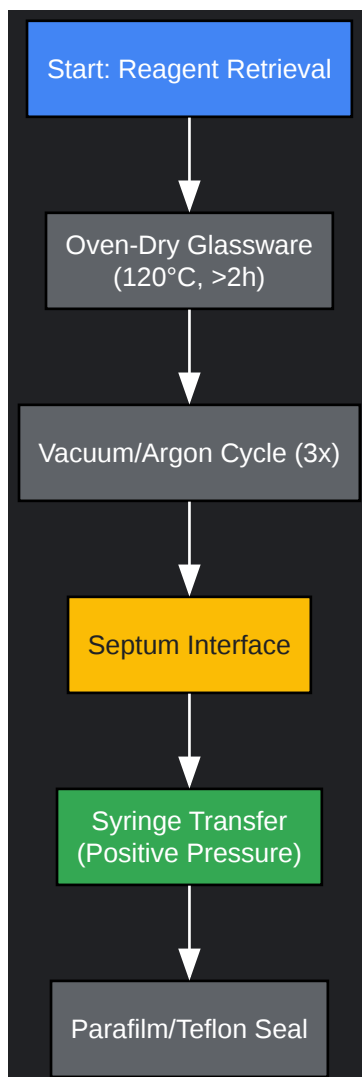 Start: Reagent Retrieval
Oven-Dry Glassware
(120°C, >2h)
Vacuum/Argon Cycle (3x)
Septum Interface
Syringe Transfer
(Positive Pressure)
Parafilm/Teflon Seal